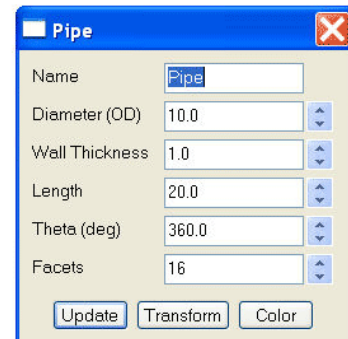 Pipe
Name Pipe
Diameter (OD) 10.0
Wall Thickness 1.0
Length 20.0
Theta (deg) 360.0
Facets 16
Update Transform Color